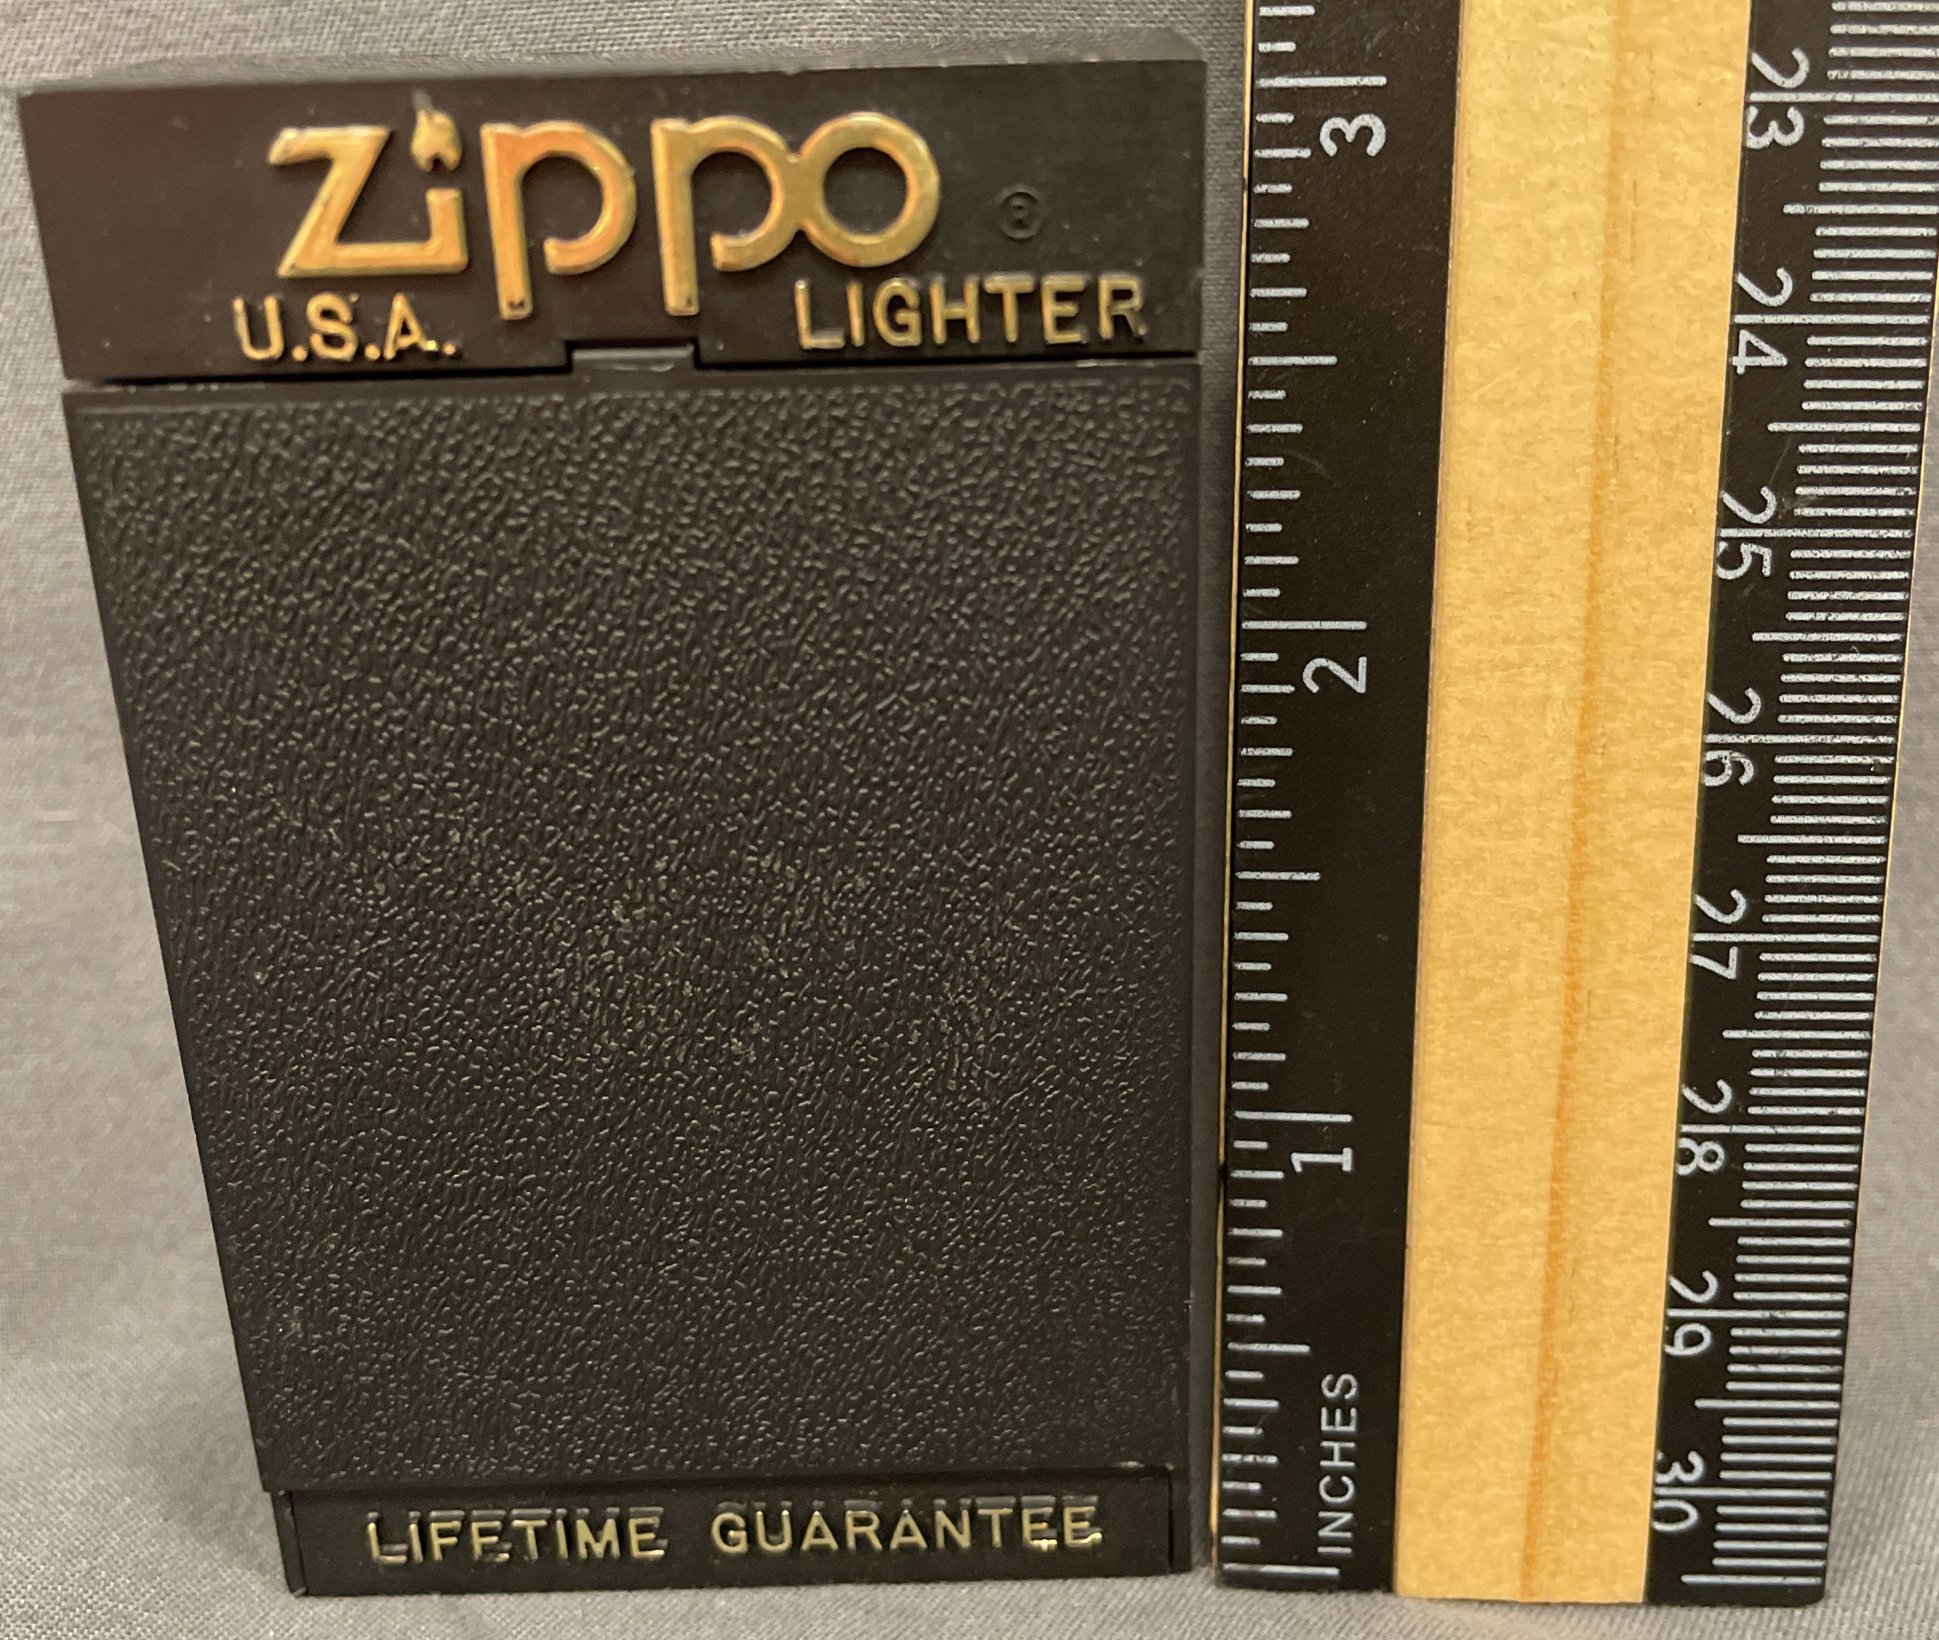 zippo ®
U.S.A. LIGHTER
LIFETIME GUARANTEE
3
2
1
INCHES
23
24
25
26
27
28
29
30